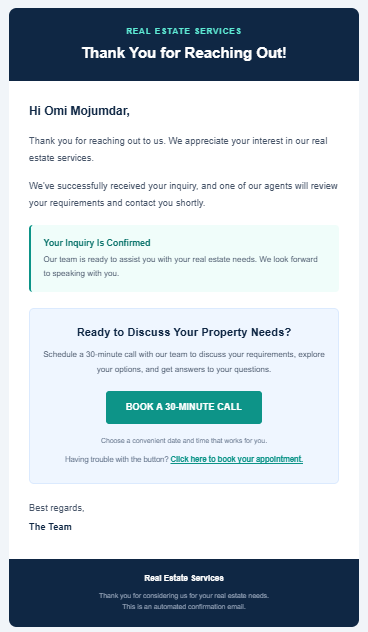 REAL ESTATE SERVICES
Thank You for Reaching Out!
Hi Omi Mojumdar,
Thank you for reaching out to us. We appreciate your interest in our real
estate services.
We've successfully received your inquiry, and one of our agents will review
your requirements and contact you shortly.
Your Inquiry Is Confirmed
Our team is ready to assist you with your real estate needs. We look forward
to speaking with you.
Ready to Discuss Your Property Needs?
Schedule a 30-minute call with our team to discuss your requirements, explore
your options, and get answers to your questions.
BOOK A 30-MINUTE CALL
Choose a convenient date and time that works for you.
Having trouble with the button? Click here to book your appointment.
Best regards,
The Team
Real Estate Services
Thank you for considering us for your real estate needs.
This is an automated confirmation email.